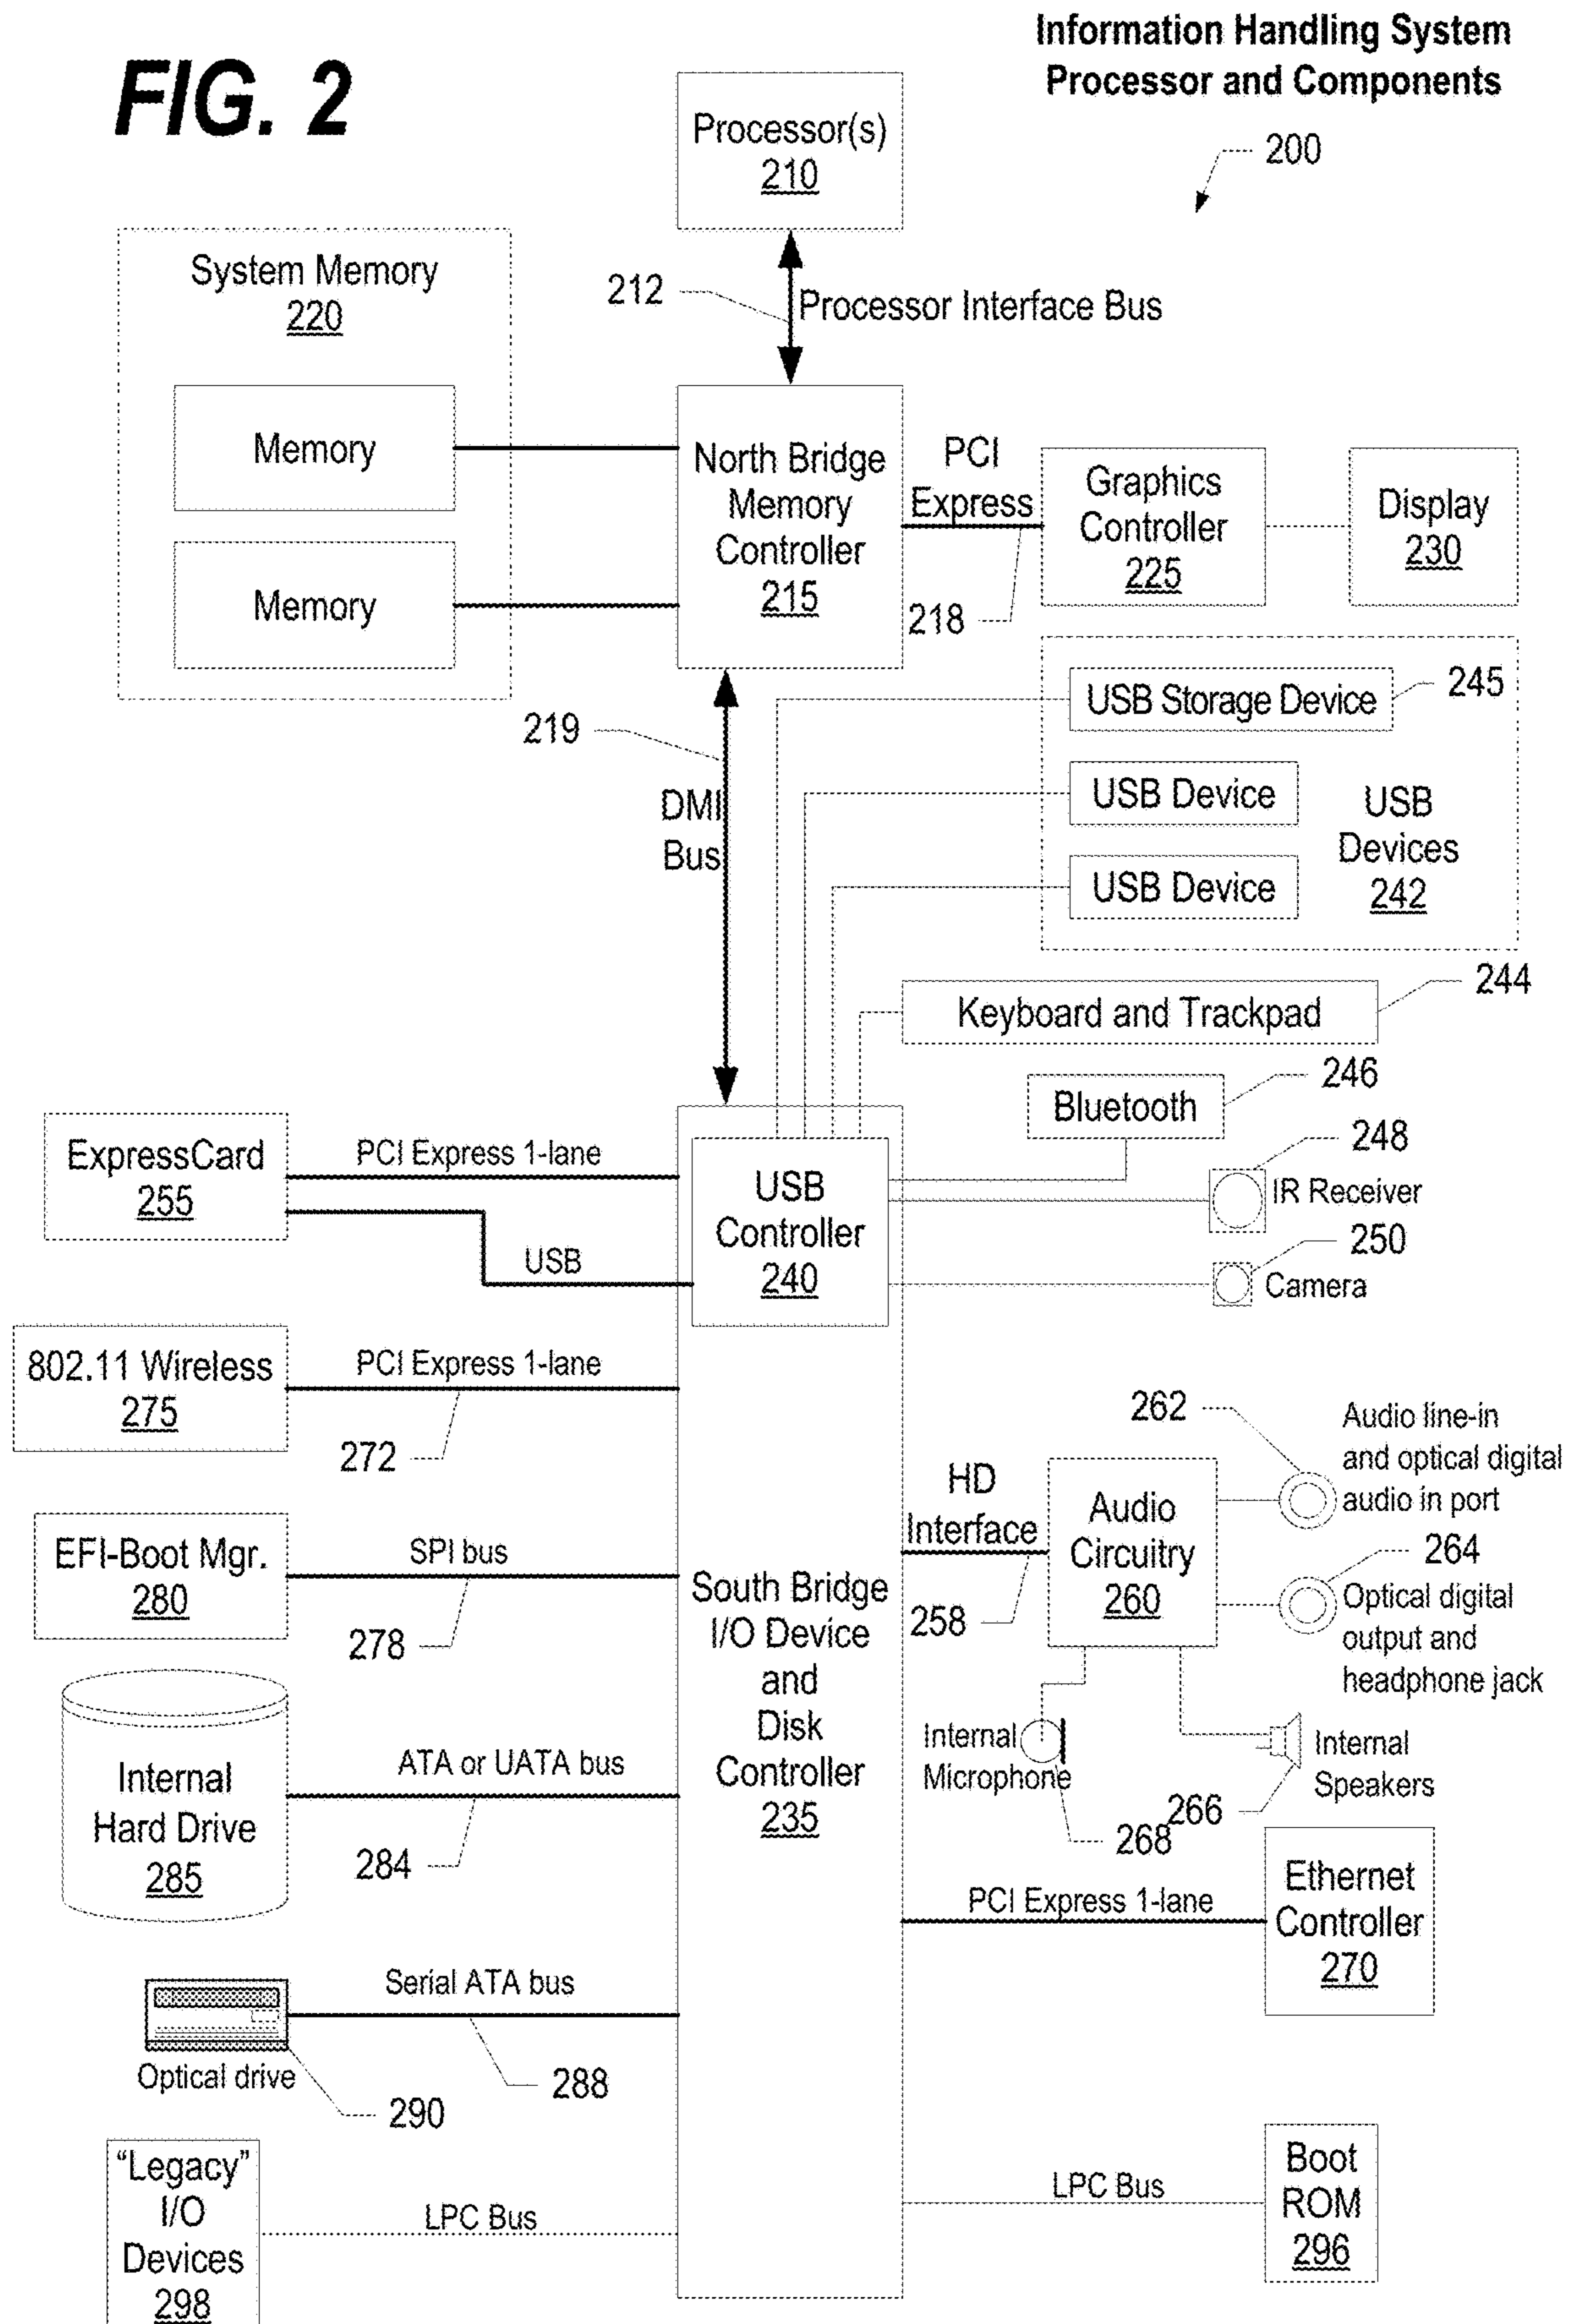 Information Handling System
Processor and Components
FIG. 2
200
Processor(s)
210
212
Processor Interface Bus
System Memory
220
Memory
Memory
North Bridge
Memory
Controller
215
PCI
Express
218
Graphics
Controller
225
Display
230
219
DMI
Bus
USB Storage Device
245
USB Device
USB Device
USB
Devices
242
Keyboard and Trackpad
244
Bluetooth
246
248
IR Receiver
250
Camera
ExpressCard
255
PCI Express 1-lane
USB
USB
Controller
240
802.11 Wireless
275
PCI Express 1-lane
272
EFI-Boot Mgr.
280
SPI bus
278
South Bridge
I/O Device
and
Disk
Controller
235
HD
Interface
258
Audio
Circuitry
260
262
Audio line-in
and optical digital
audio in port
264
Optical digital
output and
headphone jack
Internal
Microphone
268
Internal
Speakers
266
Internal
Hard Drive
285
ATA or UATA bus
284
PCI Express 1-lane
Ethernet
Controller
270
Serial ATA bus
288
Optical drive
290
"Legacy"
I/O
Devices
298
LPC Bus
LPC Bus
Boot
ROM
296